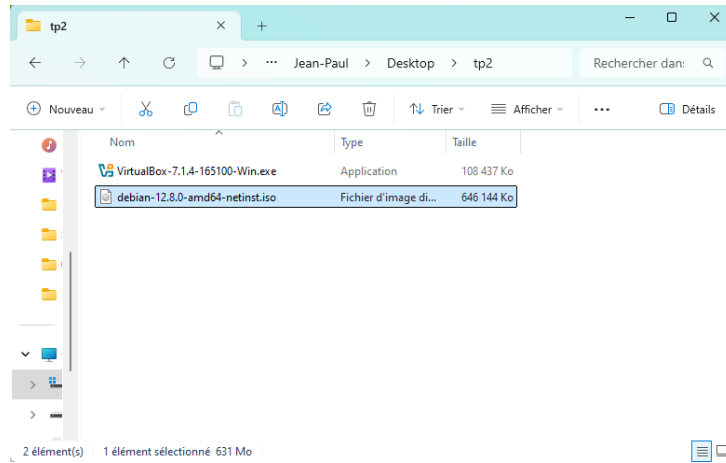 tp2
Jean-Paul > Desktop > tp2
Rechercher dan:
Nouveau
Trier
Afficher
Détails
Nom Type Taille
VirtualBox-7.1.4-165100-Win.exe Application 108 437 Ko
debian-12.8.0-amd64-netinst.iso Fichier d'image di... 646 144 Ko
2 élément(s) 1 élément sélectionné 631 Mo